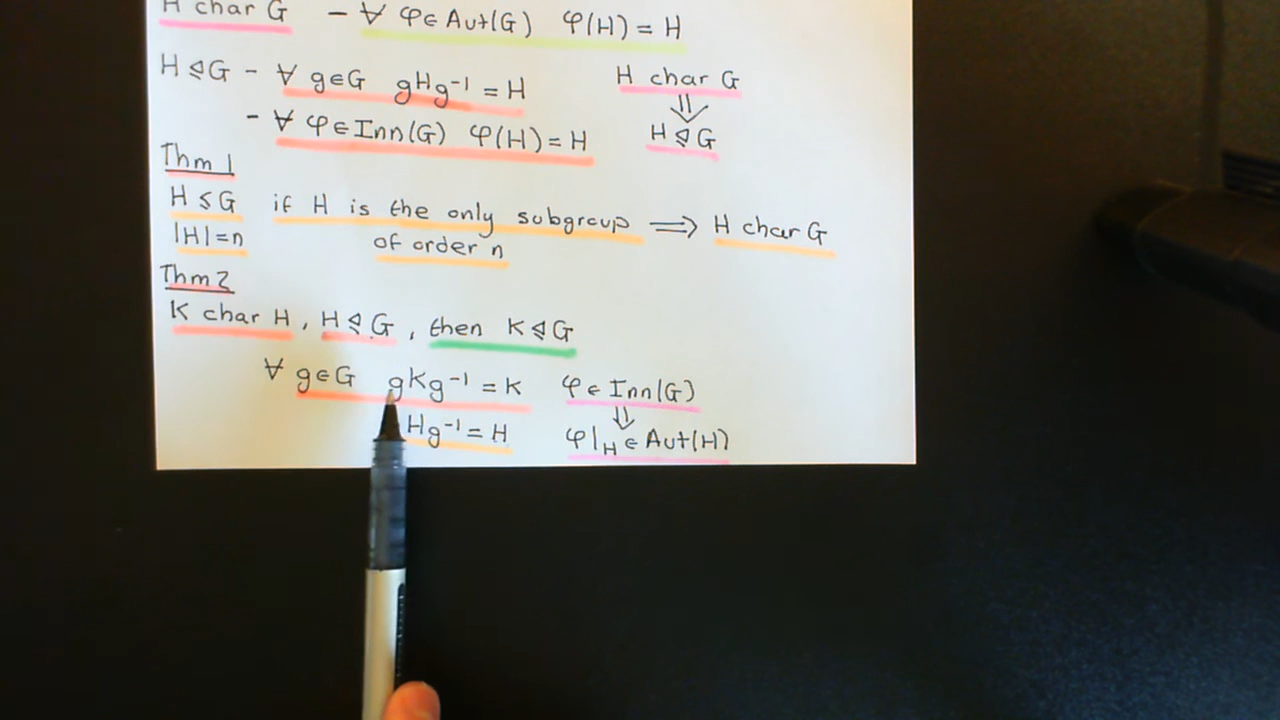 H char G - ∀ φ∈Aut(G) φ(H) = H
H⊴G - ∀ g∈G gHg⁻¹ = H
- ∀ φ∈Inn(G) φ(H) = H
H char G
⇓
H⊴G
Thm 1
H ≤ G if H is the only subgroup ⟹ H char G
|H|=n of order n
Thm 2
K char H, H⊴G, then K⊴G
∀ g∈G gKg⁻¹ = K
Hg⁻¹ = H
φ∈Inn(G)
⇓
φ|_H ∈ Aut(H)